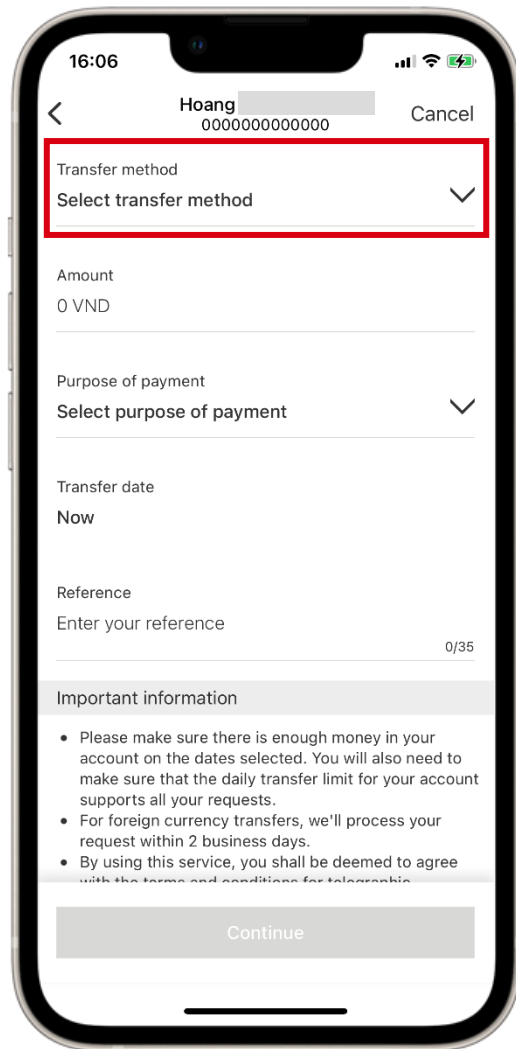 16:06
Hoang
0000000000000
Cancel
Transfer method
Select transfer method
Amount
0 VND
Purpose of payment
Select purpose of payment
Transfer date
Now
Reference
Enter your reference
0/35
Important information
• Please make sure there is enough money in your
account on the dates selected. You will also need to
make sure that the daily transfer limit for your account
supports all your requests.
• For foreign currency transfers, we'll process your
request within 2 business days.
• By using this service, you shall be deemed to agree
with the terms and conditions for telegraphic
Continue